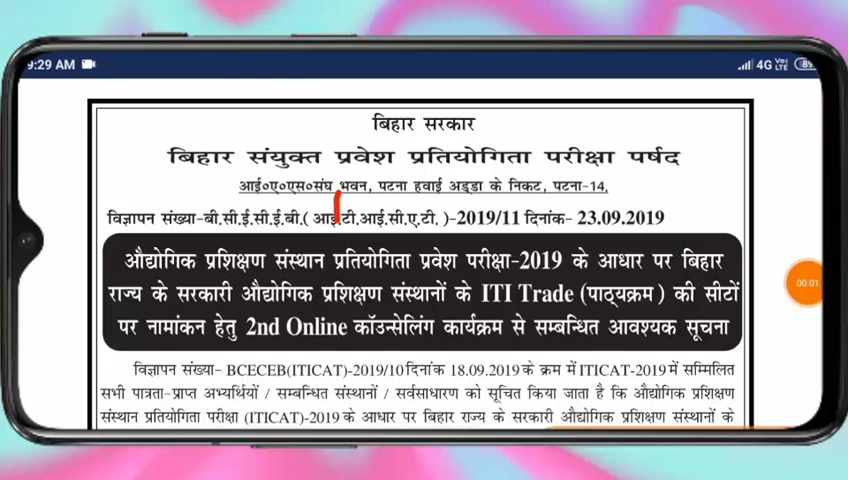 9:29 AM 4G Vo LTE
बिहार सरकार
बिहार संयुक्त प्रवेश प्रतियोगिता परीक्षा पर्षद
आई०ए०एस०संघ भवन, पटना हवाई अड्डा के निकट, पटना-14,
विज्ञापन संख्या-बी.सी.ई.सी.ई.बी.( आई.टी.आई.सी.ए.टी. )-2019/11 दिनांक- 23.09.2019
औद्योगिक प्रशिक्षण संस्थान प्रतियोगिता प्रवेश परीक्षा-2019 के आधार पर बिहार
राज्य के सरकारी औद्योगिक प्रशिक्षण संस्थानों के ITI Trade (पाठ्यक्रम ) की सीटों
पर नामांकन हेतु 2nd Online कॉउन्सेलिंग कार्यक्रम से सम्बन्धित आवश्यक सूचना
00:01
विज्ञापन संख्या- BCECEB(ITICAT)-2019/10 दिनांक 18.09.2019 के क्रम में ITICAT-2019 में सम्मिलित
सभी पात्रता-प्राप्त अभ्यर्थियों / सम्बन्धित संस्थानों / सर्वसाधारण को सूचित किया जाता है कि औद्योगिक प्रशिक्षण
संस्थान प्रतियोगिता परीक्षा (ITICAT)-2019 के आधार पर बिहार राज्य के सरकारी औद्योगिक प्रशिक्षण संस्थानों के